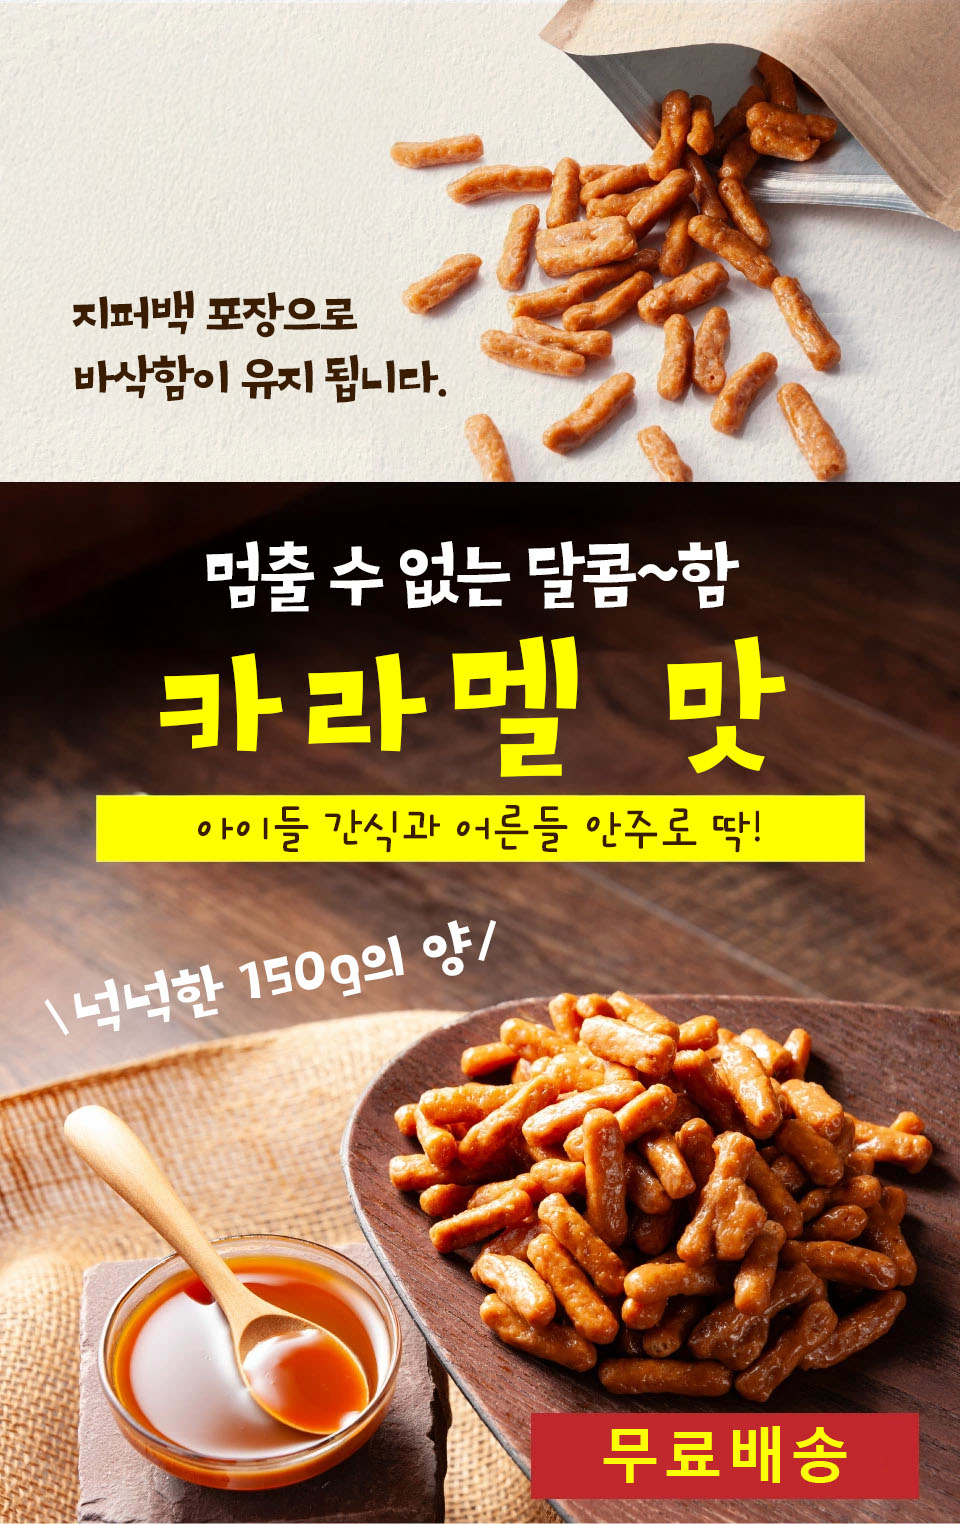 지퍼백 포장으로
바삭함이 유지 됩니다.
멈출 수 없는 달콤~함
카라멜 맛
아이들 간식과 어른들 안주로 딱!
\넉넉한 150g의 양/
무료배송